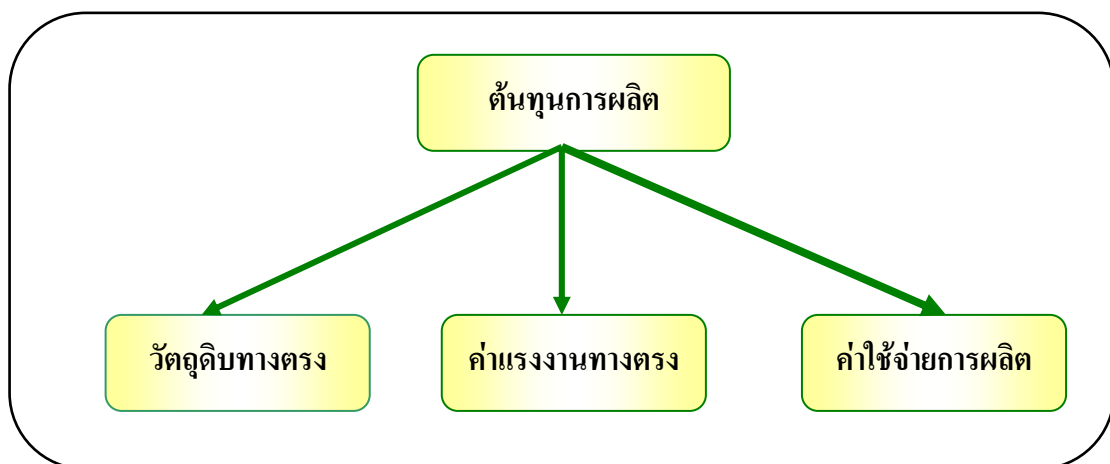 ต้นทุนการผลิต
วัตถุดิบทางตรง
ค่าแรงงานทางตรง
ค่าใช้จ่ายการผลิต